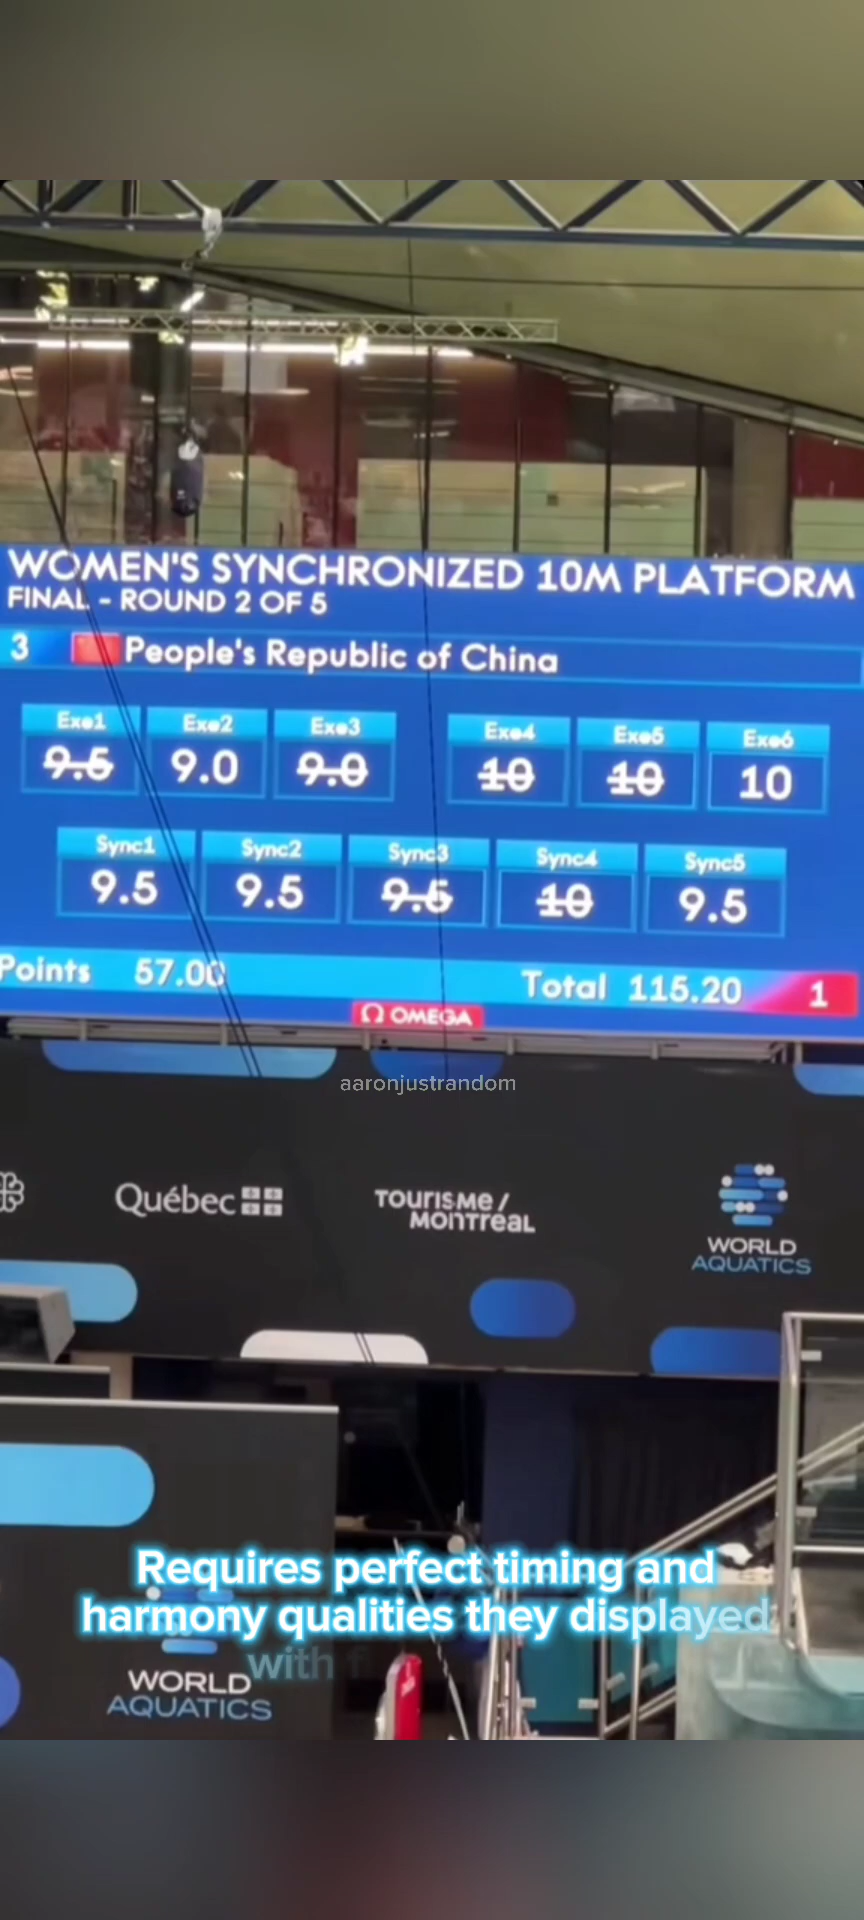 WOMEN'S SYNCHRONIZED 10M PLATFORM
FINAL - ROUND 2 OF 5
3 People's Republic of China
Exe1 Exe2 Exe3 Exe4 Exe5 Exe6
9.5 9.0 9.0 10 10 10
Sync1 Sync2 Sync3 Sync4 Sync5
9.5 9.5 9.5 10 9.5
Points 57.00 Total 115.20 1
Ω OMEGA
aaronjustrandom
Québec
TOURISME /
MONTRéAL
WORLD
AQUATICS
Requires perfect timing and
harmony qualities they displayed
with
WORLD
AQUATICS